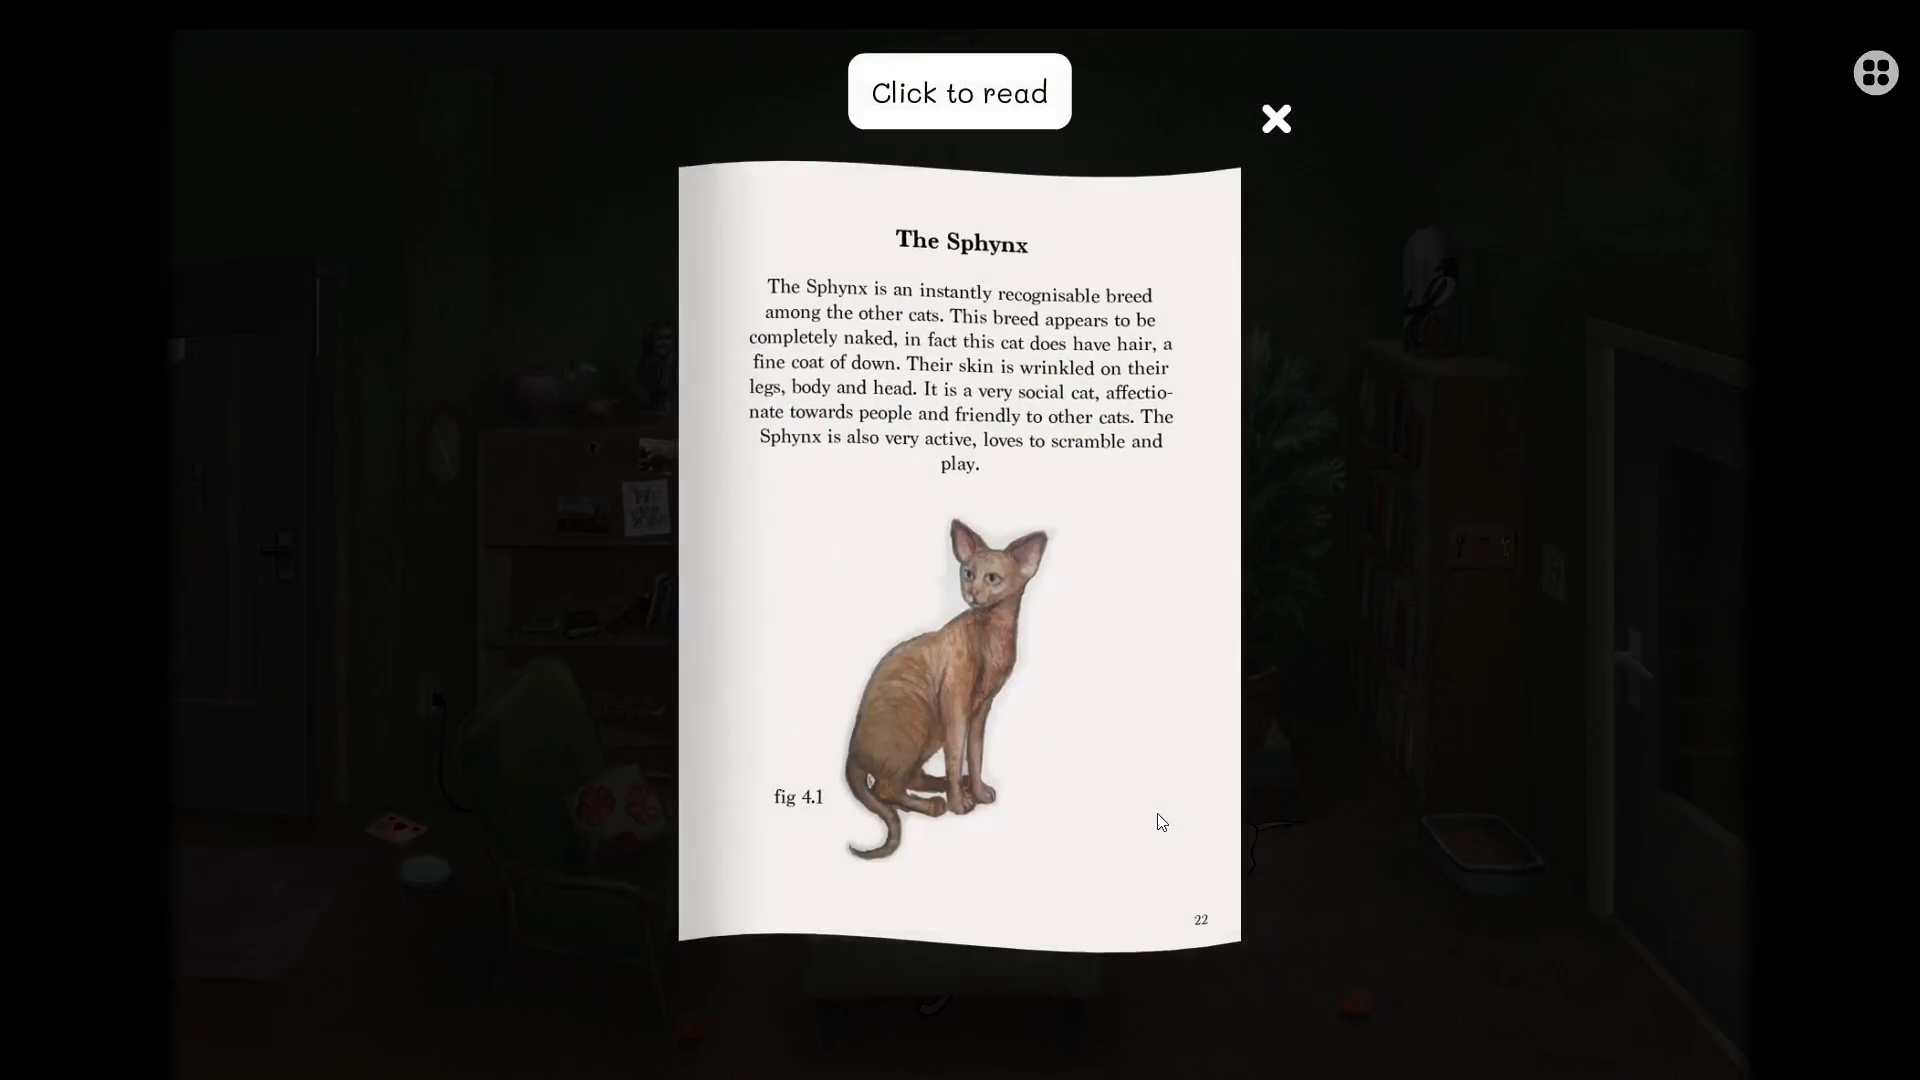 Click to read
The Sphynx
The Sphynx is an instantly recognisable breed
among the other cats. This breed appears to be
completely naked, in fact this cat does have hair, a
fine coat of down. Their skin is wrinkled on their
legs, body and head. It is a very social cat, affectio-
nate towards people and friendly to other cats. The
Sphynx is also very active, loves to scramble and
play.
fig 4.1
22